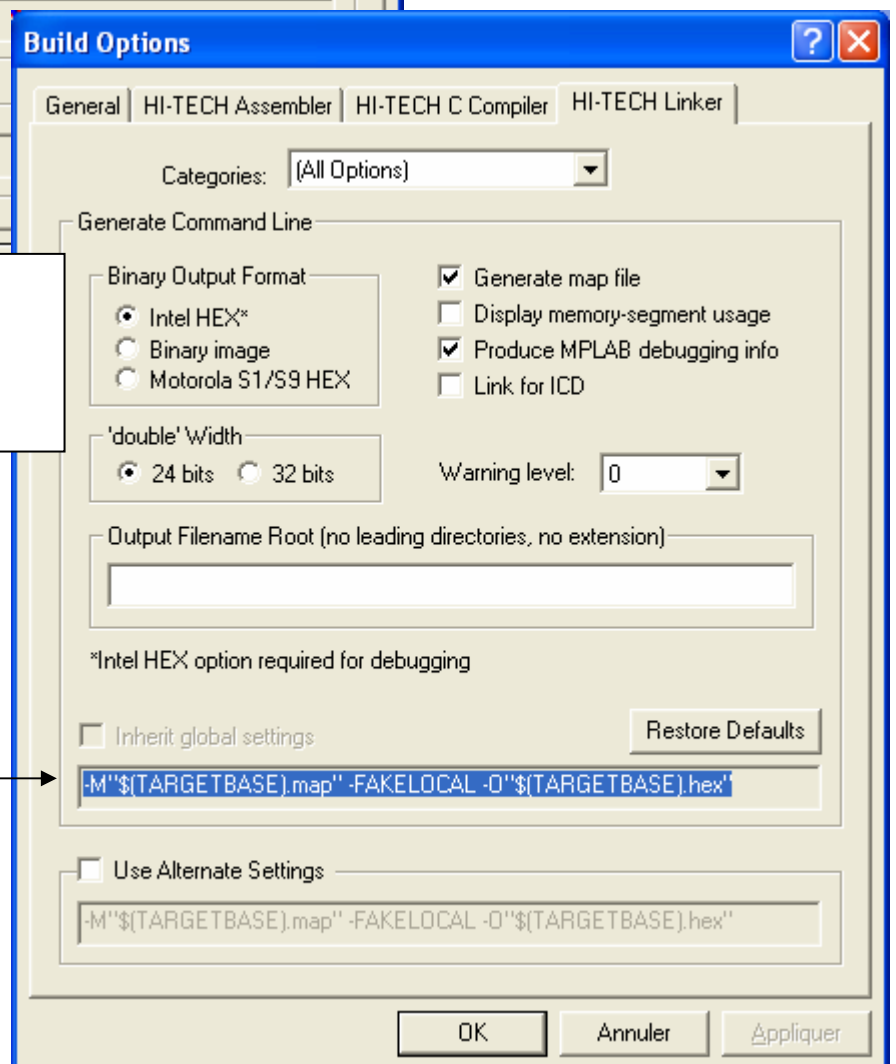 Build Options
General
HI-TECH Assembler
HI-TECH C Compiler
HI-TECH Linker
Categories:
(All Options)
Generate Command Line
Binary Output Format
Intel HEX*
Binary image
Motorola S1/S9 HEX
Generate map file
Display memory-segment usage
Produce MPLAB debugging info
Link for ICD
'double' Width
24 bits
32 bits
Warning level:
0
Output Filename Root (no leading directories, no extension)
*Intel HEX option required for debugging
Inherit global settings
Restore Defaults
-M"$(TARGETBASE).map" -FAKELOCAL -O"$(TARGETBASE).hex"
Use Alternate Settings
-M"$(TARGETBASE).map" -FAKELOCAL -O"$(TARGETBASE).hex"
OK
Annuler
Appliquer